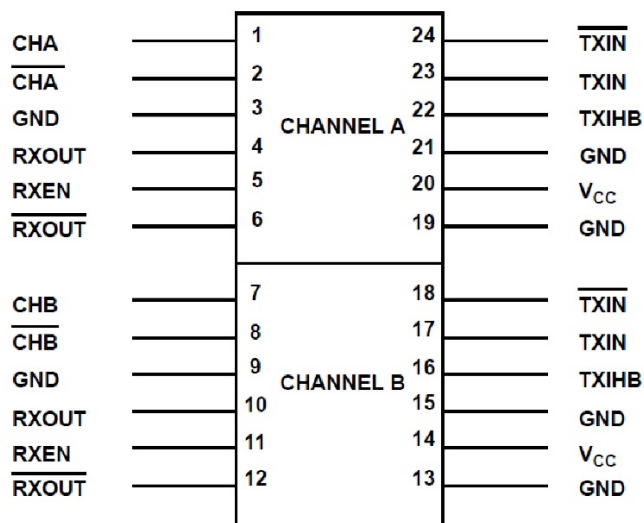 CHA 1 24 TXIN
CHA 2 23 TXIN
GND 3 22 TXIHB
CHANNEL A
RXOUT 4 21 GND
RXEN 5 20 VCC
RXOUT 6 19 GND
CHB 7 18 TXIN
CHB 8 17 TXIN
GND 9 16 TXIHB
CHANNEL B
RXOUT 10 15 GND
RXEN 11 14 VCC
RXOUT 12 13 GND